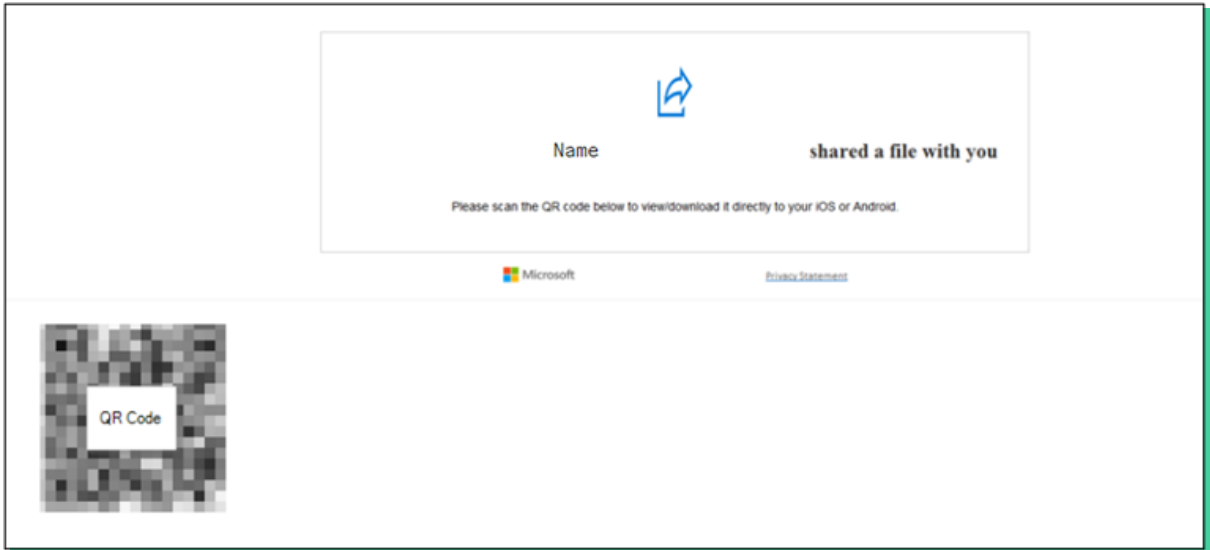 Name shared a file with you
Please scan the QR code below to view/download it directly to your iOS or Android.
Microsoft Privacy Statement
QR Code